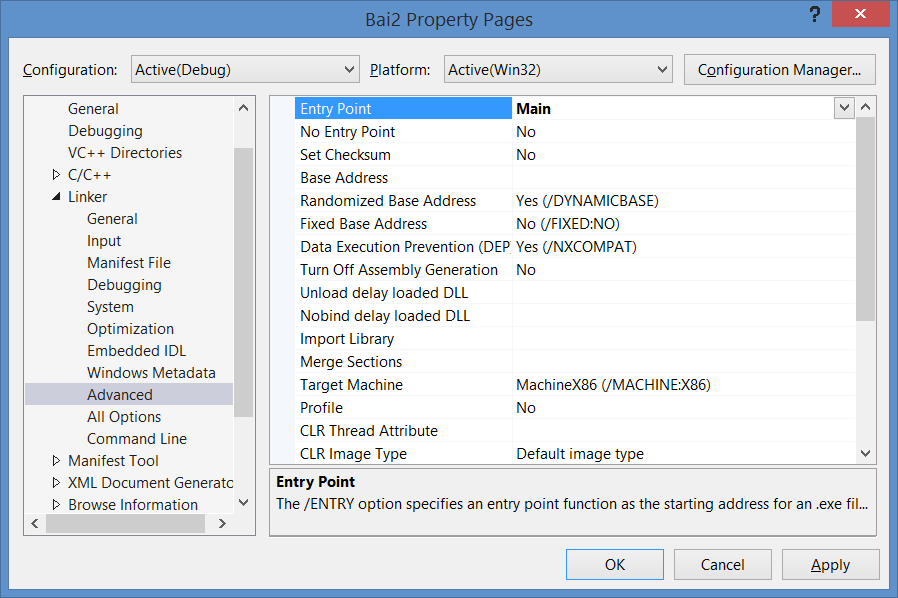 Bai2 Property Pages
?
Configuration: Active(Debug) Platform: Active(Win32) Configuration Manager...
General
Debugging
VC++ Directories
C/C++
Linker
General
Input
Manifest File
Debugging
System
Optimization
Embedded IDL
Windows Metadata
Advanced
All Options
Command Line
Manifest Tool
XML Document Generato
Browse Information
Entry Point Main
No Entry Point No
Set Checksum No
Base Address
Randomized Base Address Yes (/DYNAMICBASE)
Fixed Base Address No (/FIXED:NO)
Data Execution Prevention (DEP Yes (/NXCOMPAT)
Turn Off Assembly Generation No
Unload delay loaded DLL
Nobind delay loaded DLL
Import Library
Merge Sections
Target Machine MachineX86 (/MACHINE:X86)
Profile No
CLR Thread Attribute
CLR Image Type Default image type
Entry Point
The /ENTRY option specifies an entry point function as the starting address for an .exe fil...
OK Cancel Apply